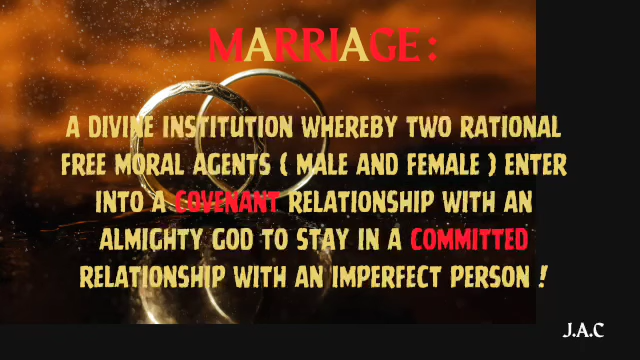 MARRIAGE:
A DIVINE INSTITUTION WHEREBY TWO RATIONAL
FREE MORAL AGENTS ( MALE AND FEMALE ) ENTER
INTO A COVENANT RELATIONSHIP WITH AN
ALMIGHTY GOD TO STAY IN A COMMITTED
RELATIONSHIP WITH AN IMPERFECT PERSON !
J.A.C